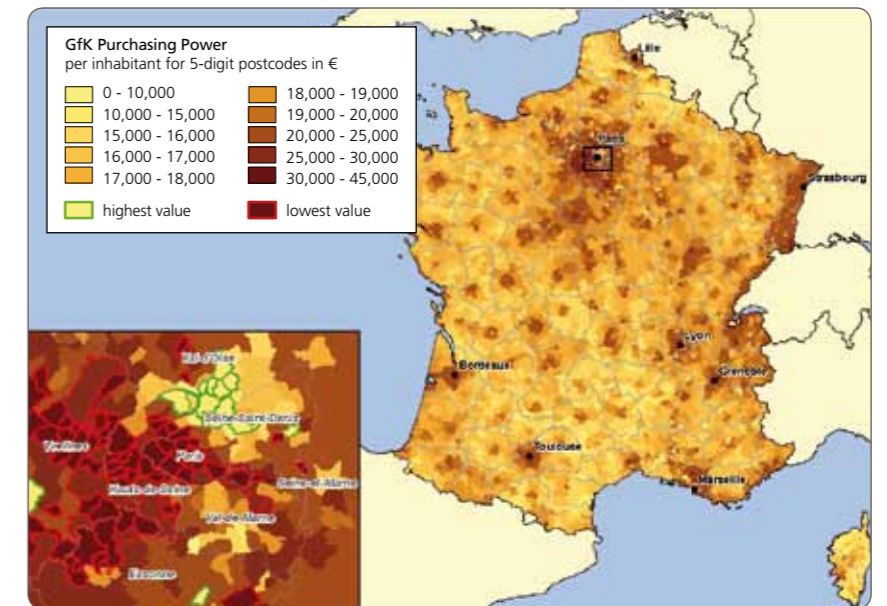 GfK Purchasing Power
per inhabitant for 5-digit postcodes in €
0 - 10,000
10,000 - 15,000
15,000 - 16,000
16,000 - 17,000
17,000 - 18,000
18,000 - 19,000
19,000 - 20,000
20,000 - 25,000
25,000 - 30,000
30,000 - 45,000
highest value
lowest value
Lille
Paris
Strasbourg
Lyon
Grenoble
Bordeaux
Toulouse
Marseille
Val-d'Oise
Seine-Saint-Denis
Yvelines
Paris
Hauts-de-Seine
Seine-et-Marne
Val-de-Marne
Essonne